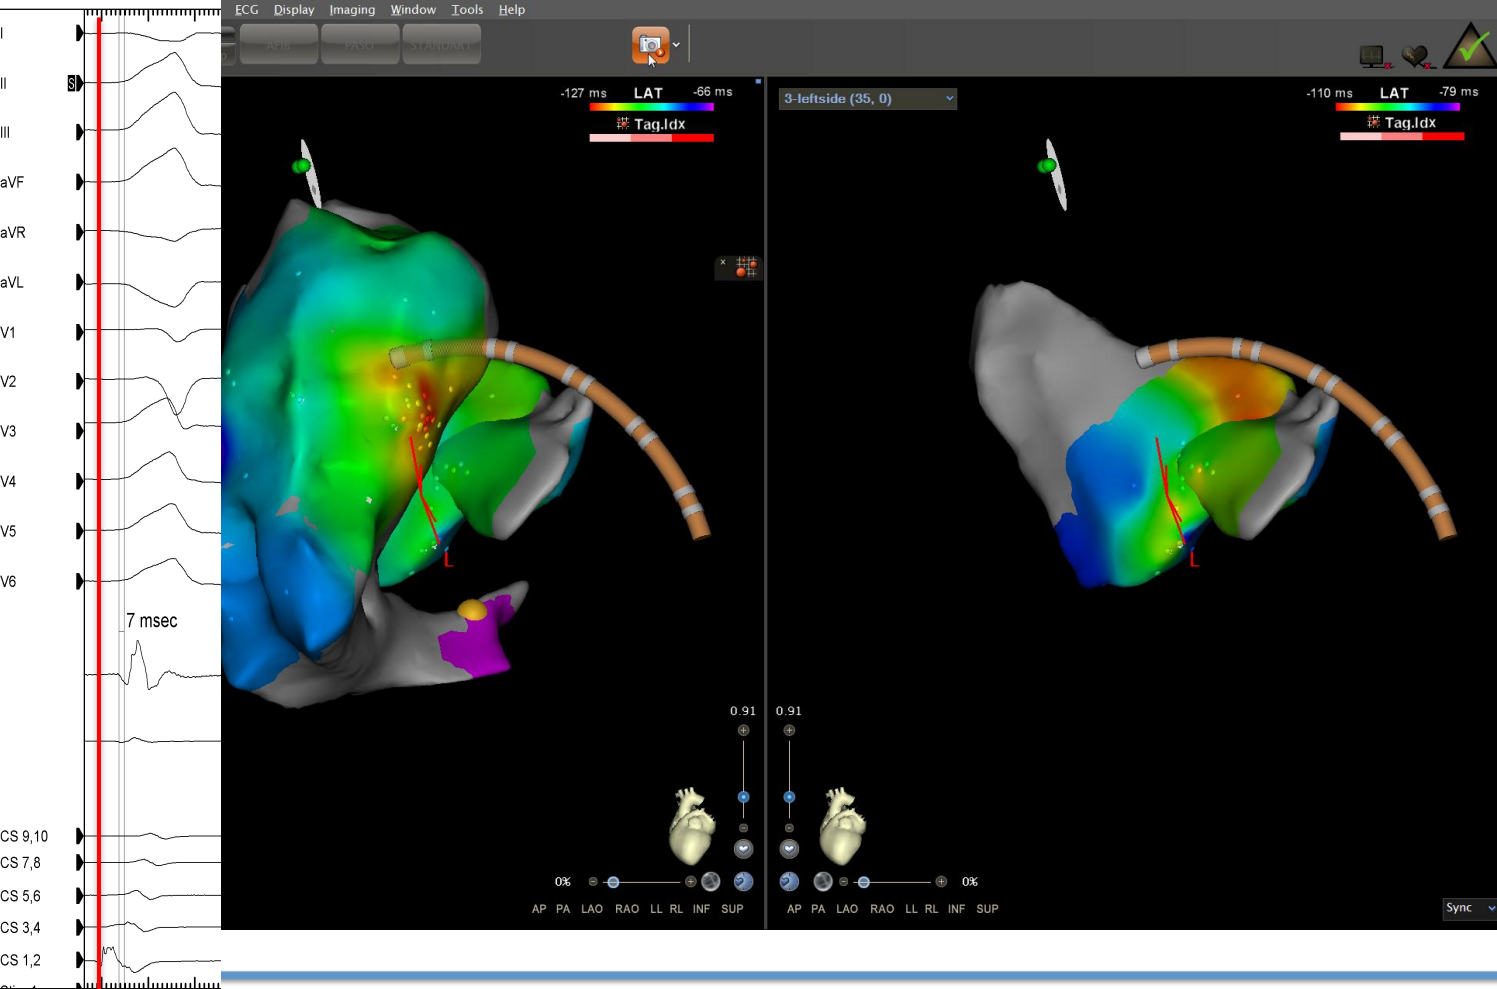 ECG Display Imaging Window Tools Help
AFIB PASO STANDART
I
II
S
III
aVF
aVR
aVL
V1
V2
V3
V4
V5
V6
7 msec
CS 9,10
CS 7,8
CS 5,6
CS 3,4
CS 1,2
-127 ms LAT -66 ms
Tag.Idx
3-leftside (35, 0)
-110 ms LAT -79 ms
Tag.Idx
x
L
L
0.91 0.91
0% 0%
AP PA LAO RAO LL RL INF SUP
AP PA LAO RAO LL RL INF SUP
Sync